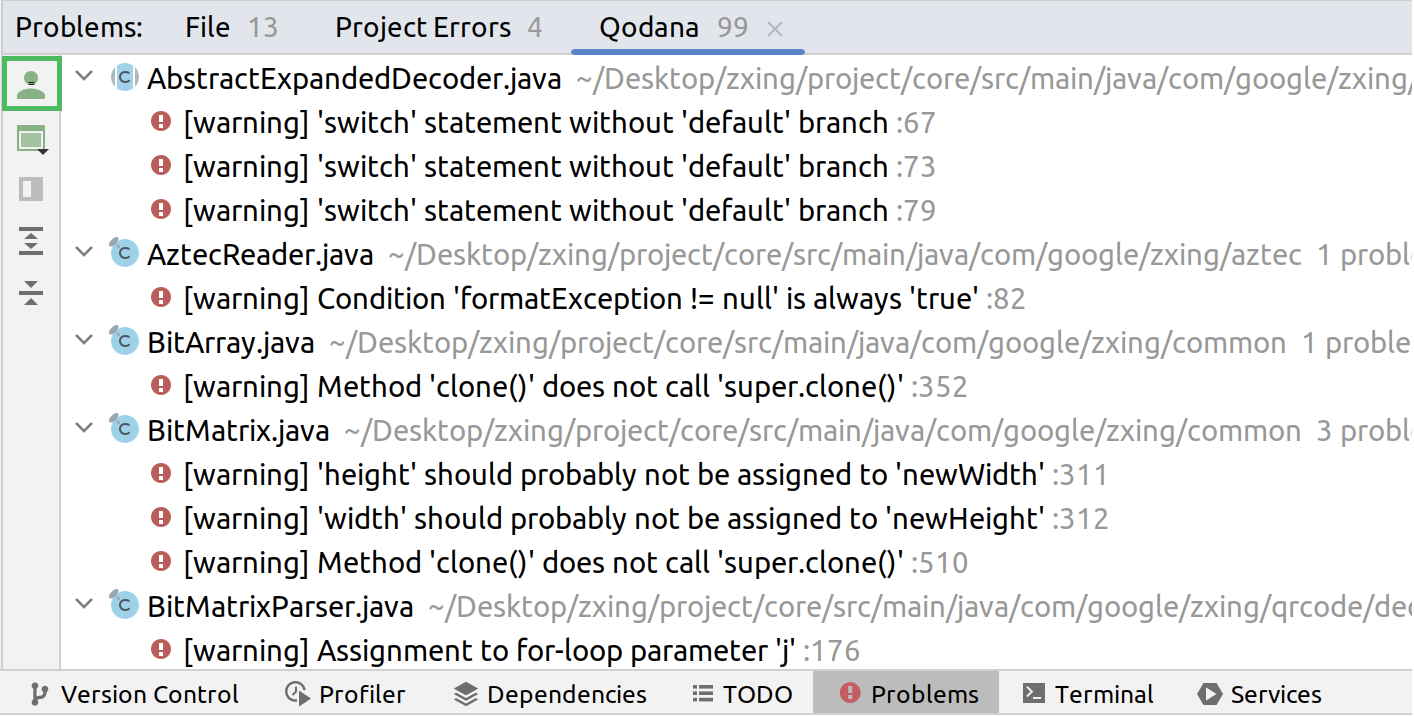 Problems: File 13 Project Errors 4 Qodana 99
AbstractExpandedDecoder.java ~/Desktop/zxing/project/core/src/main/java/com/google/zxing/
[warning] 'switch' statement without 'default' branch :67
[warning] 'switch' statement without 'default' branch :73
[warning] 'switch' statement without 'default' branch :79
AztecReader.java ~/Desktop/zxing/project/core/src/main/java/com/google/zxing/aztec 1 probl
[warning] Condition 'formatException != null' is always 'true' :82
BitArray.java ~/Desktop/zxing/project/core/src/main/java/com/google/zxing/common 1 proble
[warning] Method 'clone()' does not call 'super.clone()' :352
BitMatrix.java ~/Desktop/zxing/project/core/src/main/java/com/google/zxing/common 3 probl
[warning] 'height' should probably not be assigned to 'newWidth' :311
[warning] 'width' should probably not be assigned to 'newHeight' :312
[warning] Method 'clone()' does not call 'super.clone()' :510
BitMatrixParser.java ~/Desktop/zxing/project/core/src/main/java/com/google/zxing/qrcode/dec
[warning] Assignment to for-loop parameter 'j' :176
Version Control Profiler Dependencies TODO Problems Terminal Services